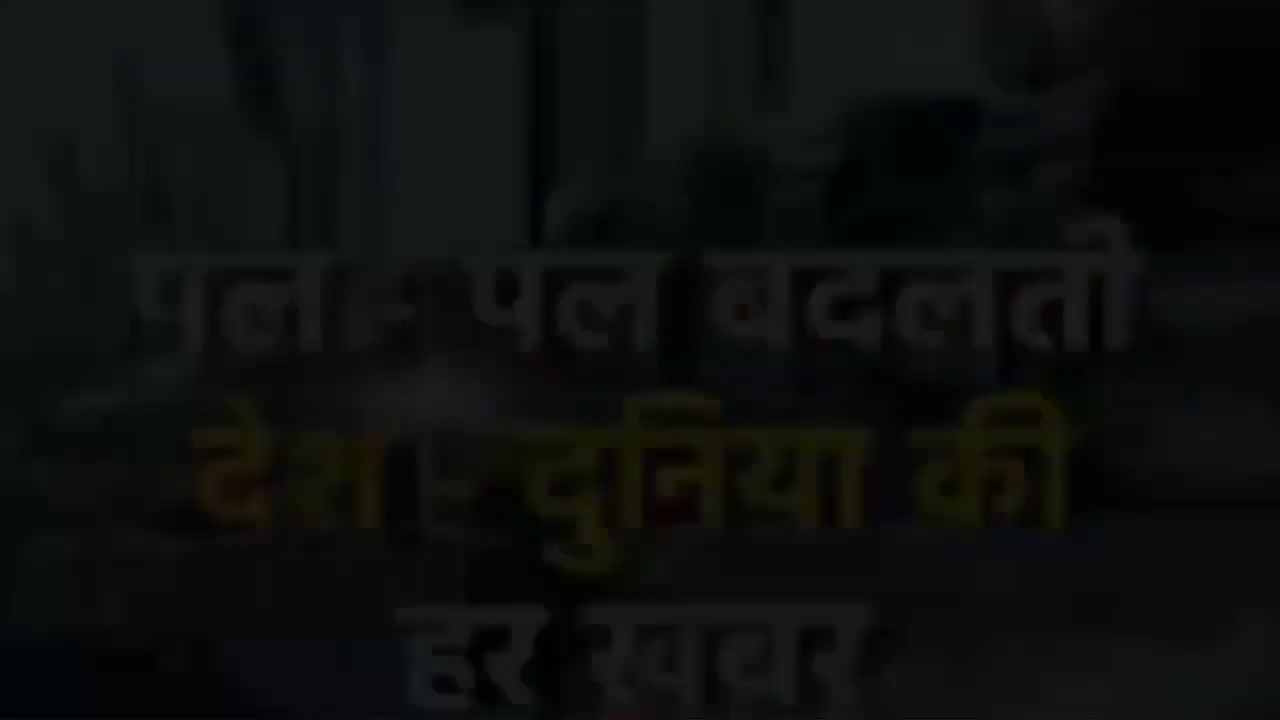 पल - पल बदलती
देश - दुनिया की
हर खबर